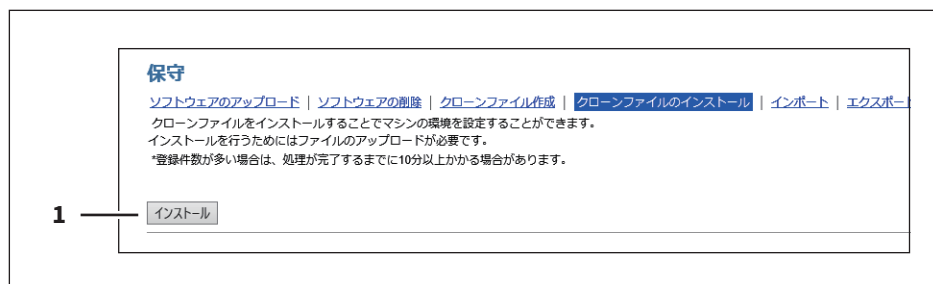 保守
ソフトウェアのアップロード | ソフトウェアの削除 | クローンファイル作成 | クローンファイルのインストール | インポート | エクスポート
クローンファイルをインストールすることでマシンの環境を設定することができます。
インストールを行うためにはファイルのアップロードが必要です。
*登録件数が多い場合は、処理が完了するまでに10分以上かかる場合があります。
1
インストール